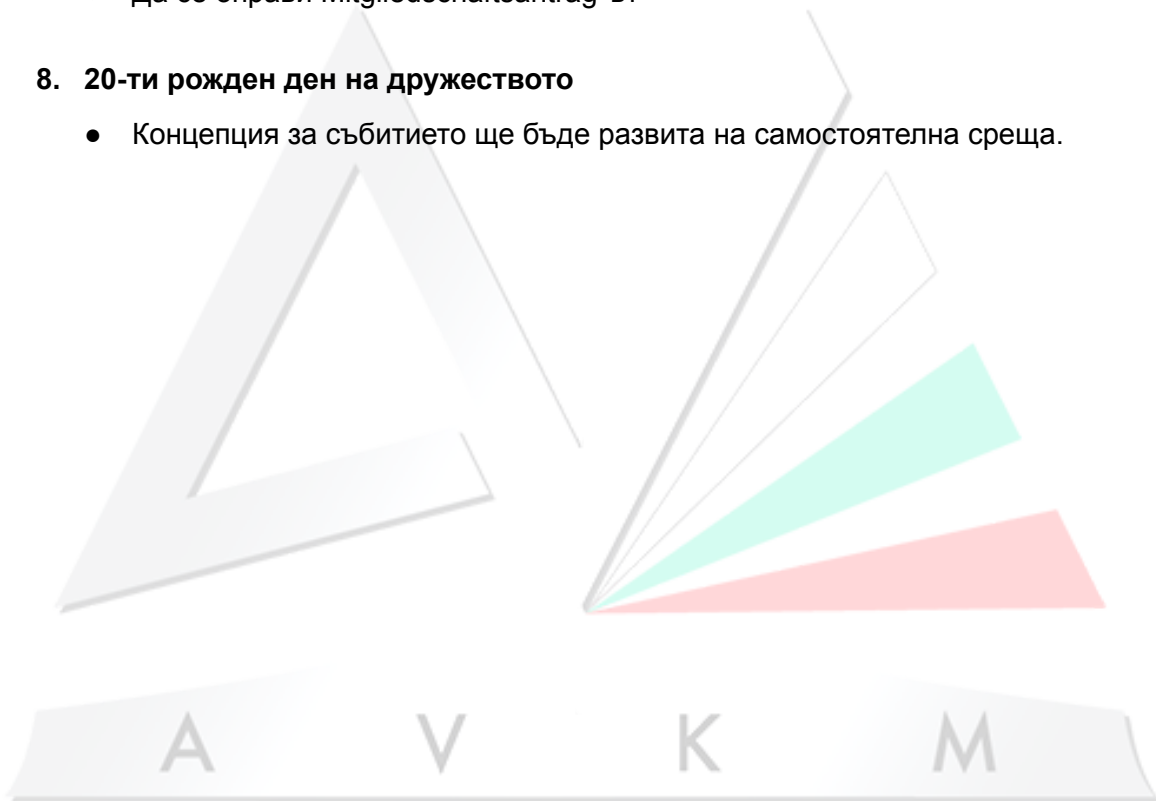 8. 20-ти рожден ден на дружеството
● Концепция за събитието ще бъде развита на самостоятелна среща.
A V K M